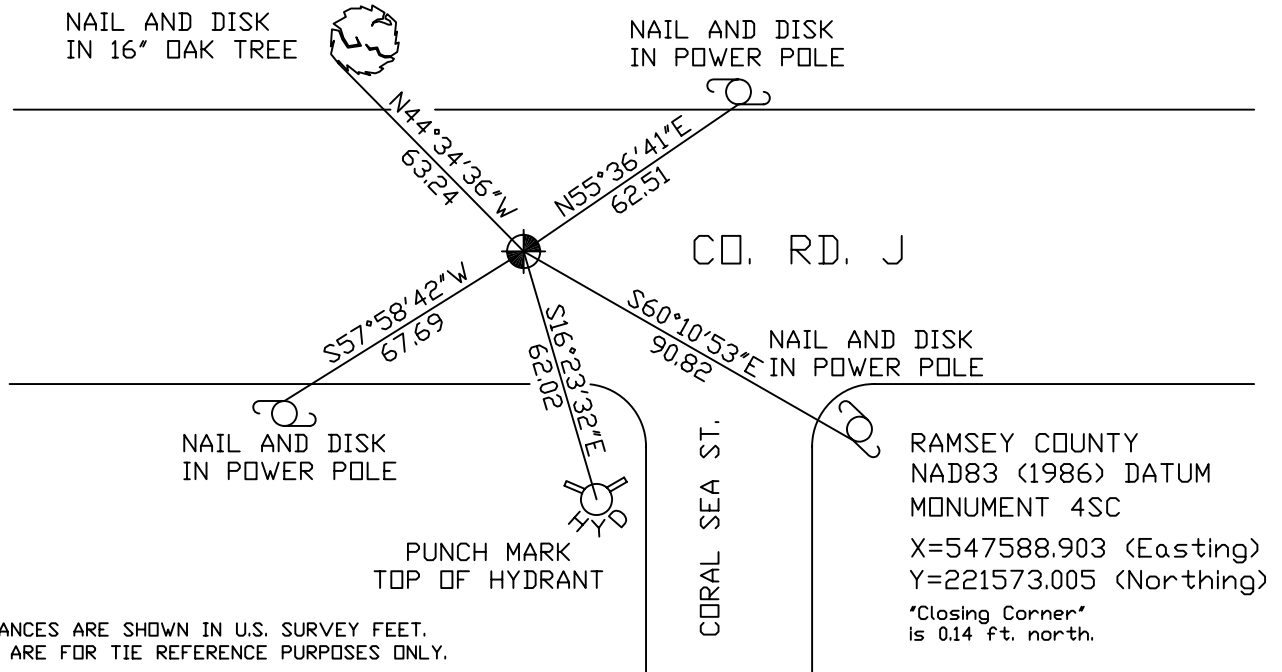 NAIL AND DISK
IN 16" OAK TREE
NAIL AND DISK
IN POWER POLE
N44°34'36"W
63.24
N55°36'41"E
62.51
CO. RD. J
S57°58'42"W
67.69
S16°23'32"E
62.02
S60°10'53"E
90.82
NAIL AND DISK
IN POWER POLE
NAIL AND DISK
IN POWER POLE
HYD
PUNCH MARK
TOP OF HYDRANT
CORAL SEA ST.
RAMSEY COUNTY
NAD83 (1986) DATUM
MONUMENT 4SC
X=547588.903 (Easting)
Y=221573.005 (Northing)
"Closing Corner"
is 0.14 ft. north.
ANCES ARE SHOWN IN U.S. SURVEY FEET.
ARE FOR TIE REFERENCE PURPOSES ONLY.